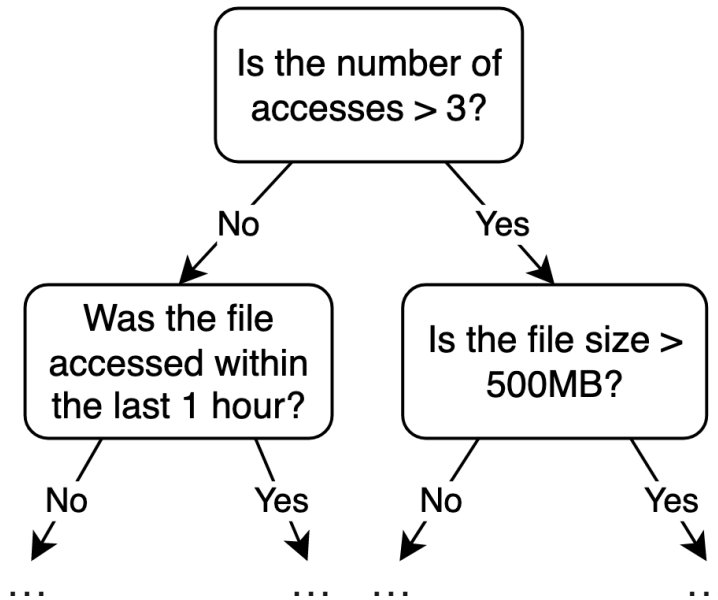 Is the number of
accesses > 3?
No
Yes
Was the file
accessed within
the last 1 hour?
Is the file size >
500MB?
No
Yes
No
Yes
...
...
...
..